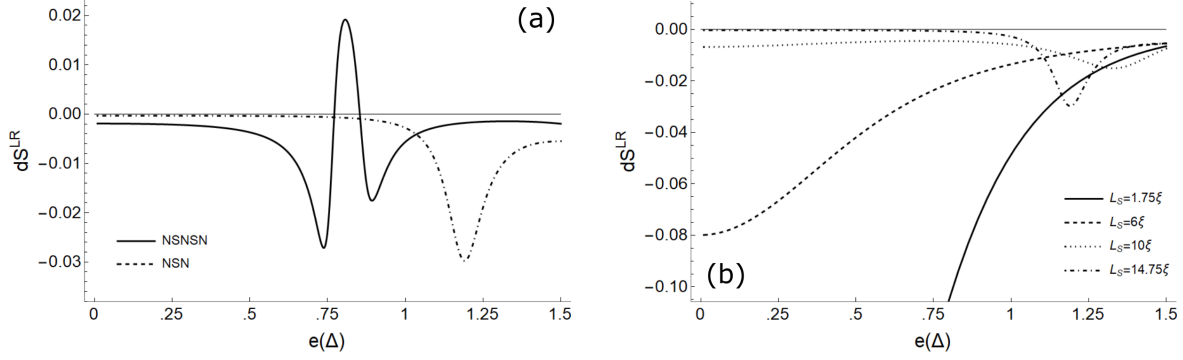 (a)
0.02
0.01
0.00
−0.01
−0.02
−0.03
dS^LR
NSNSN
NSN
0 .25 .5 .75 1 1.25 1.5
e(Δ)
0.00
−0.02
−0.04
−0.06
−0.08
−0.10
dS^LR
L_S=1.75ξ
L_S=6ξ
L_S=10ξ
L_S=14.75ξ
(b)
0 .25 .5 .75 1 1.25 1.5
e(Δ)